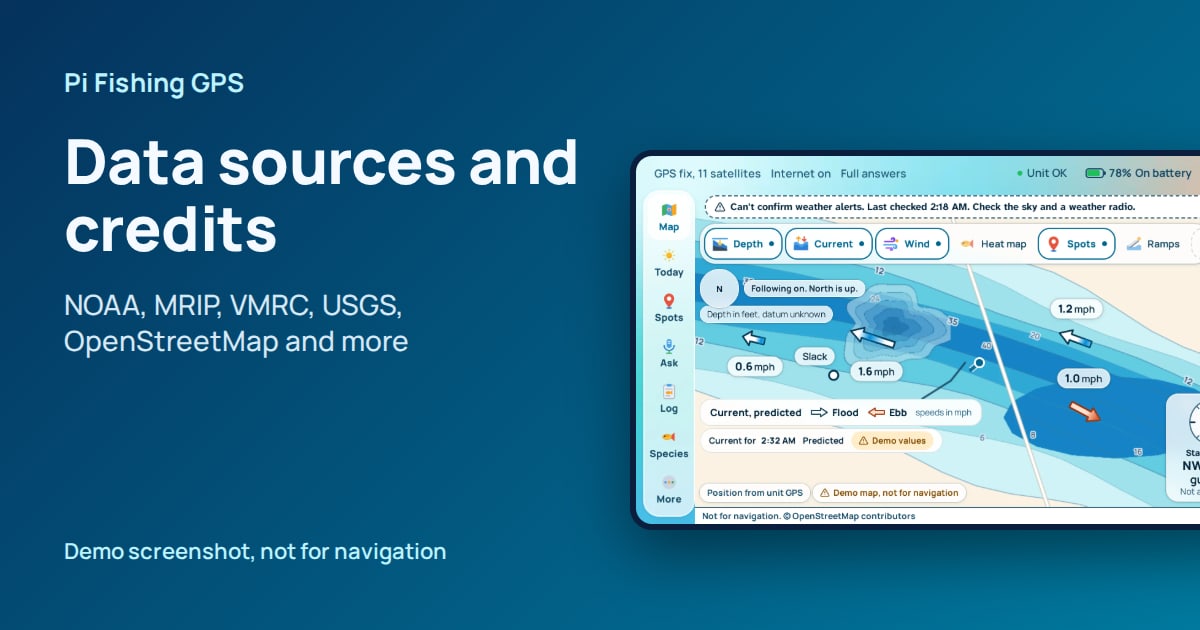 Pi Fishing GPS
Data sources and
credits
NOAA, MRIP, VMRC, USGS,
OpenStreetMap and more
Demo screenshot, not for navigation
GPS fix, 11 satellites Internet on Full answers
Unit OK 78% On battery
Can't confirm weather alerts. Last checked 2:18 AM. Check the sky and a weather radio.
Map
Today
Spots
Ask
Log
Species
More
Depth Current Wind Heat map Spots Ramps
N
Following on. North is up.
Depth in feet, datum unknown
12
24
35
40
20
12
12
6
8
16
1.2 mph
0.6 mph
Slack
1.6 mph
1.0 mph
Current, predicted Flood Ebb speeds in mph
Current for 2:32 AM Predicted Demo values
Position from unit GPS Demo map, not for navigation
NW
Not for navigation. © OpenStreetMap contributors